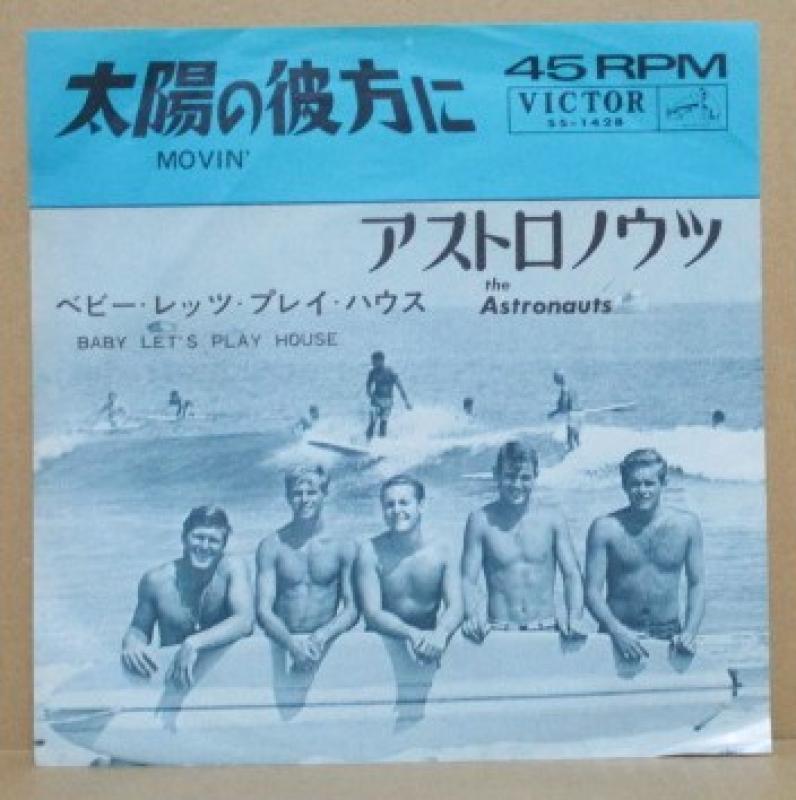 太陽の彼方に
MOVIN'
45 RPM
VICTOR
SS-1428
アストロノウツ
the
Astronauts
ベビー・レッツ・プレイ・ハウス
BABY LET'S PLAY HOUSE